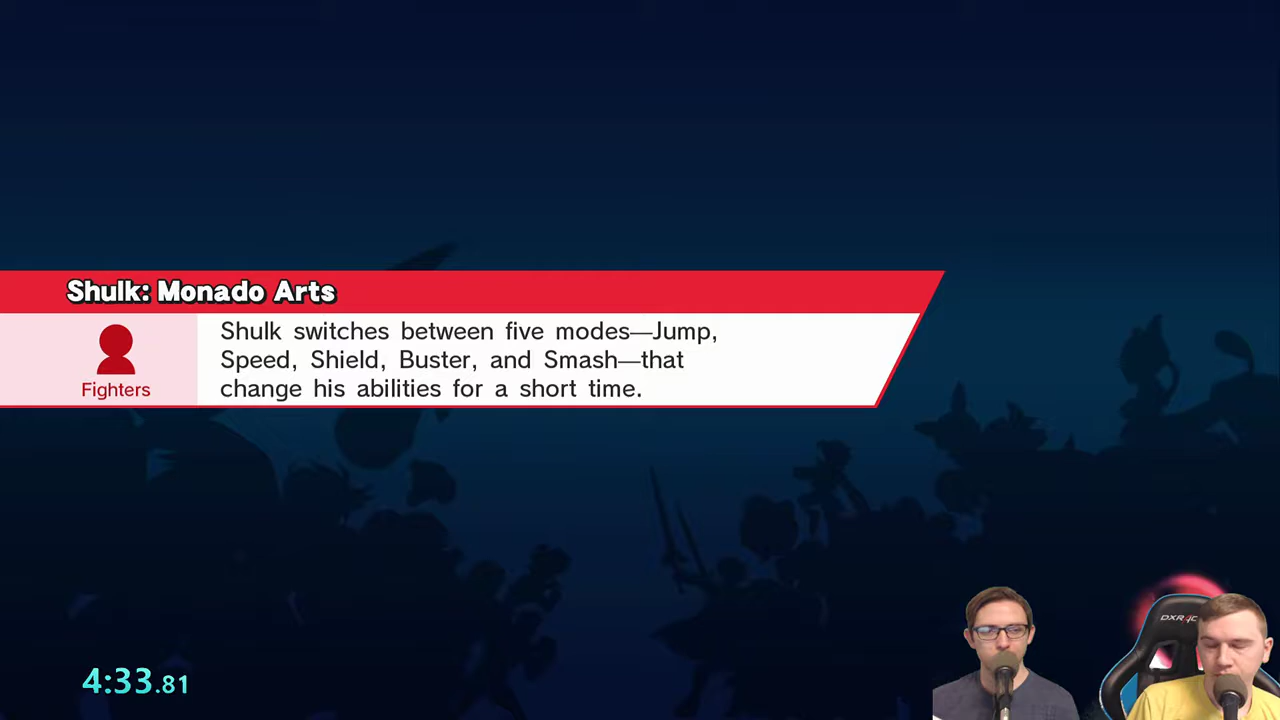 Shulk: Monado Arts
Shulk switches between five modes—Jump,
Speed, Shield, Buster, and Smash—that
change his abilities for a short time.
Fighters
4:33.81